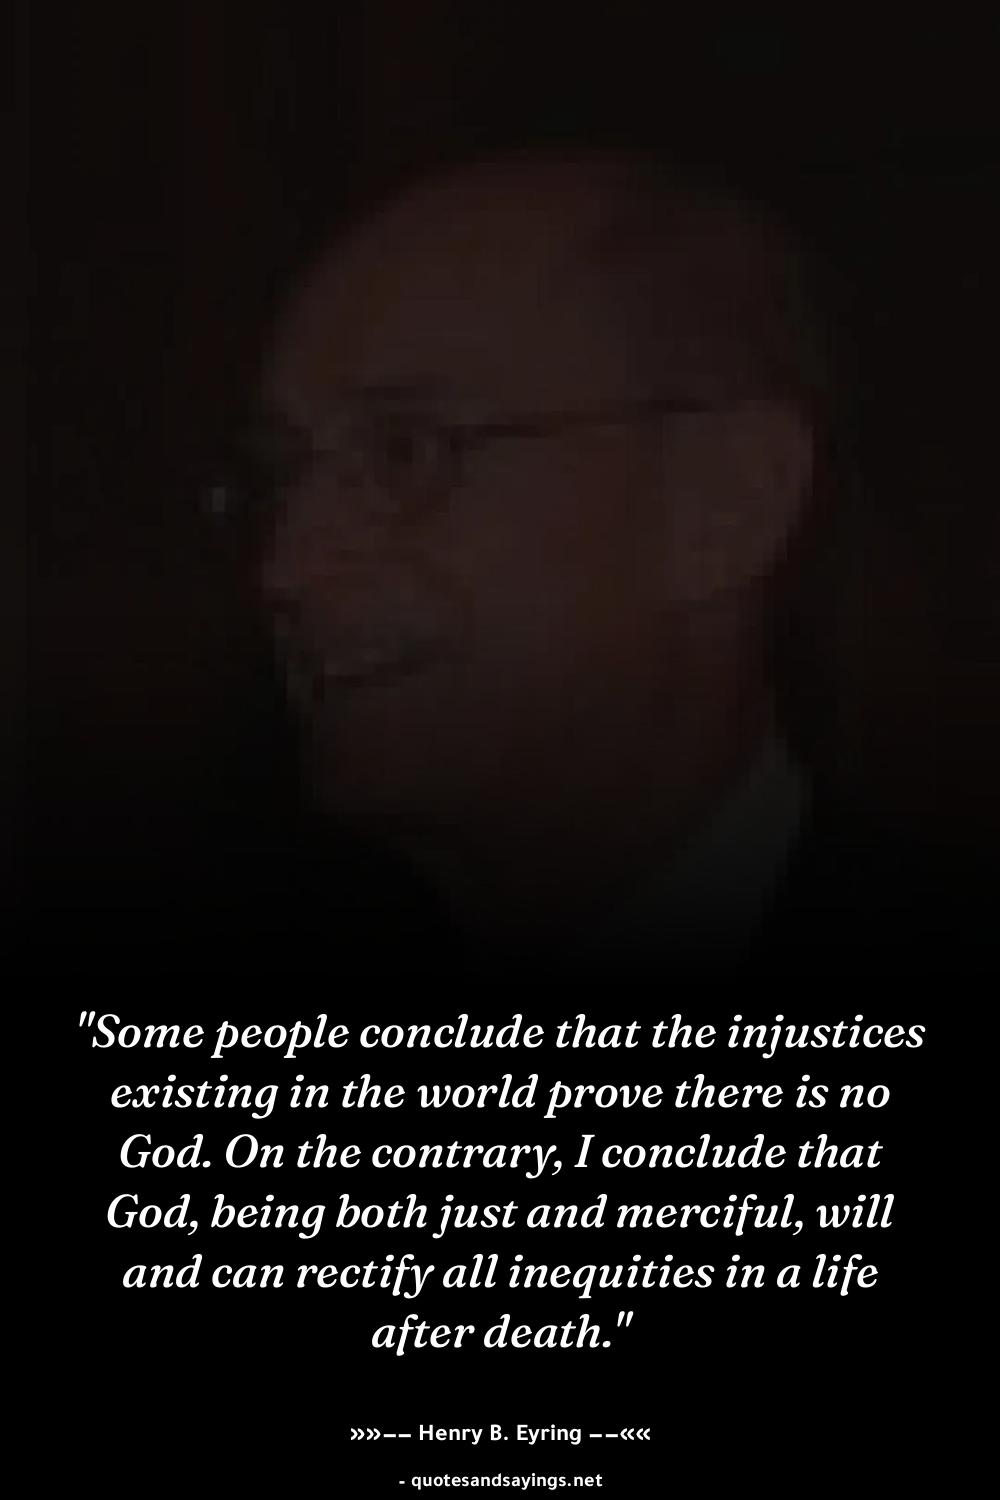 "Some people conclude that the injustices
existing in the world prove there is no
God. On the contrary, I conclude that
God, being both just and merciful, will
and can rectify all inequities in a life
after death."
»»−− Henry B. Eyring −−««
- quotesandsayings.net